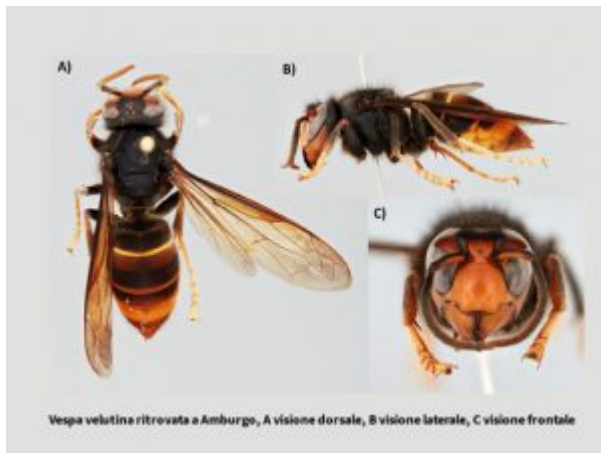 A)
B)
C)
Vespa velutina ritrovata a Amburgo, A visione dorsale, B visione laterale, C visione frontale